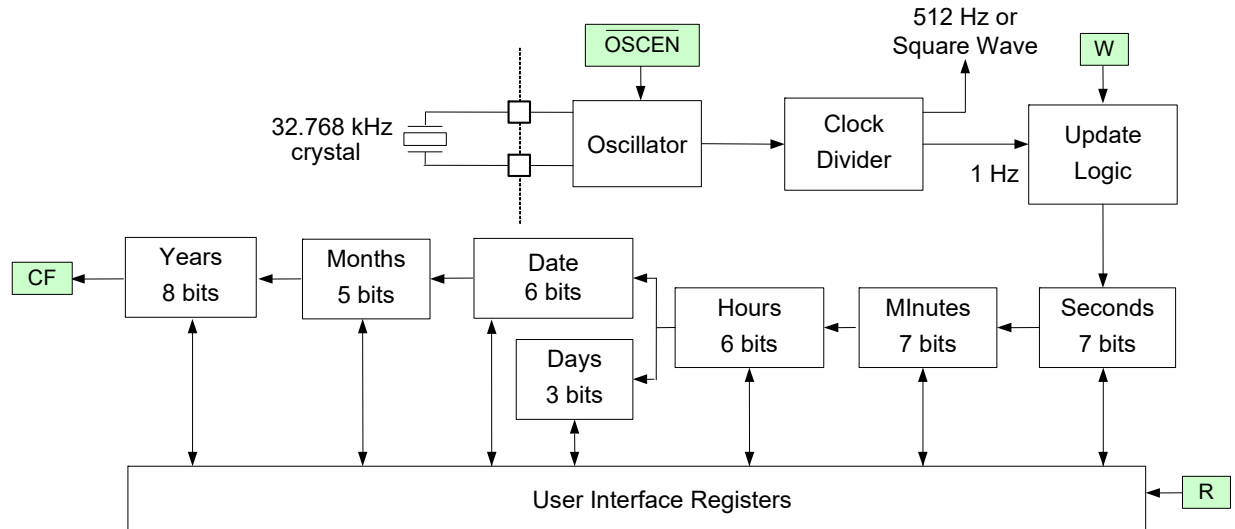 512 Hz or
Square Wave
OSCEN
W
32.768 kHz
crystal
Oscillator
Clock
Divider
1 Hz
Update
Logic
CF
Years
8 bits
Months
5 bits
Date
6 bits
Days
3 bits
Hours
6 bits
MInutes
7 bits
Seconds
7 bits
User Interface Registers
R